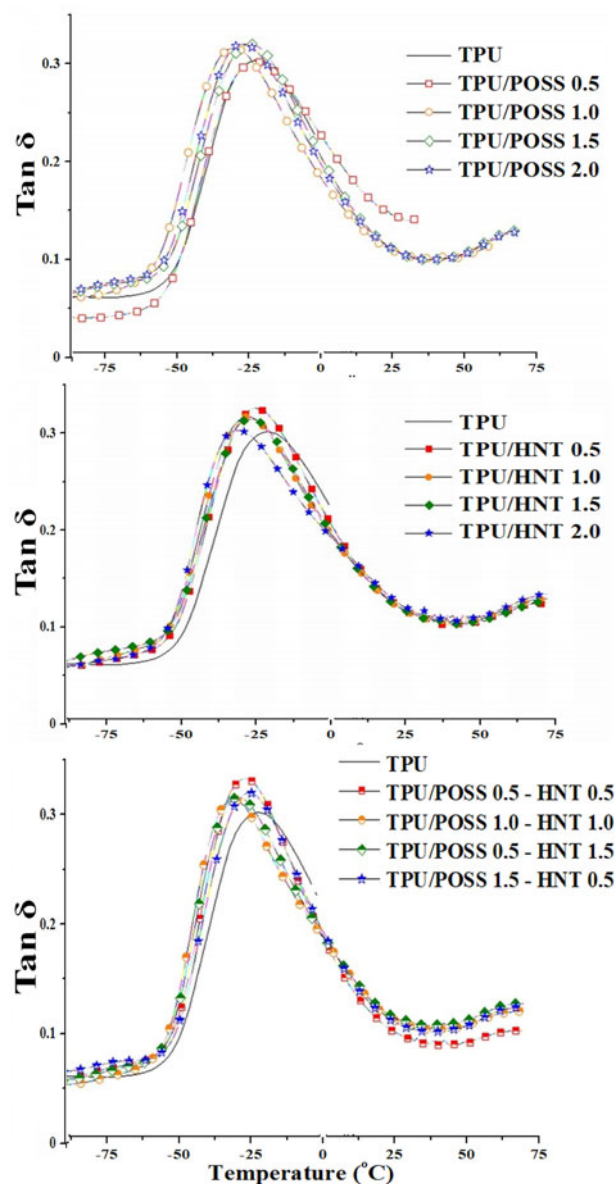 0.3
0.2
0.1
0
Tan δ
TPU
TPU/POSS 0.5
TPU/POSS 1.0
TPU/POSS 1.5
TPU/POSS 2.0
-75
-50
-25
0
25
50
75
0.3
0.2
0.1
0
Tan δ
TPU
TPU/HNT 0.5
TPU/HNT 1.0
TPU/HNT 1.5
TPU/HNT 2.0
-75
-50
-25
0
25
50
75
0.3
0.2
0.1
0
Tan δ
TPU
TPU/POSS 0.5 - HNT 0.5
TPU/POSS 1.0 - HNT 1.0
TPU/POSS 0.5 - HNT 1.5
TPU/POSS 1.5 - HNT 0.5
-75
-50
-25
0
25
50
75
Temperature (°C)